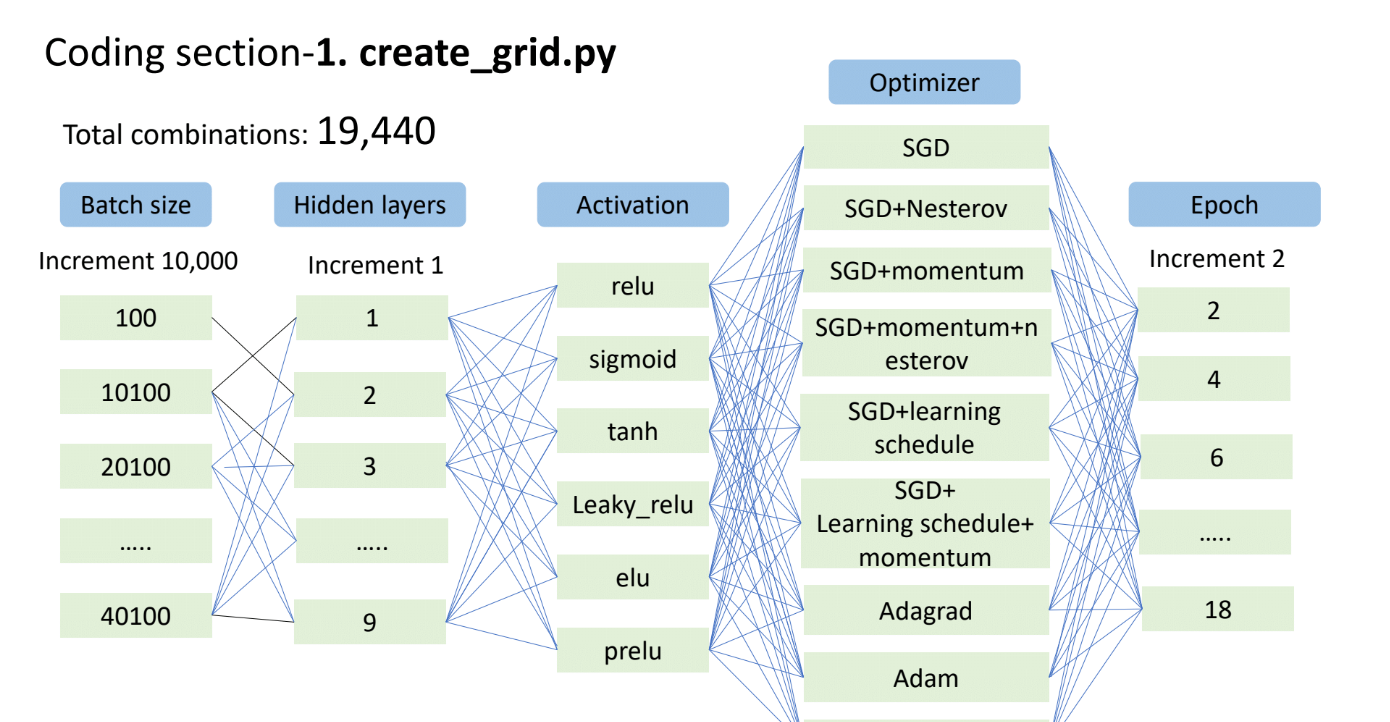 Coding section-1. create_grid.py
Total combinations: 19,440
Batch size
Increment 10,000
100
10100
20100
.....
40100
Hidden layers
Increment 1
1
2
3
.....
9
Activation
relu
sigmoid
tanh
Leaky_relu
elu
prelu
Optimizer
SGD
SGD+Nesterov
SGD+momentum
SGD+momentum+n
esterov
SGD+learning
schedule
SGD+
Learning schedule+
momentum
Adagrad
Adam
Epoch
Increment 2
2
4
6
.....
18